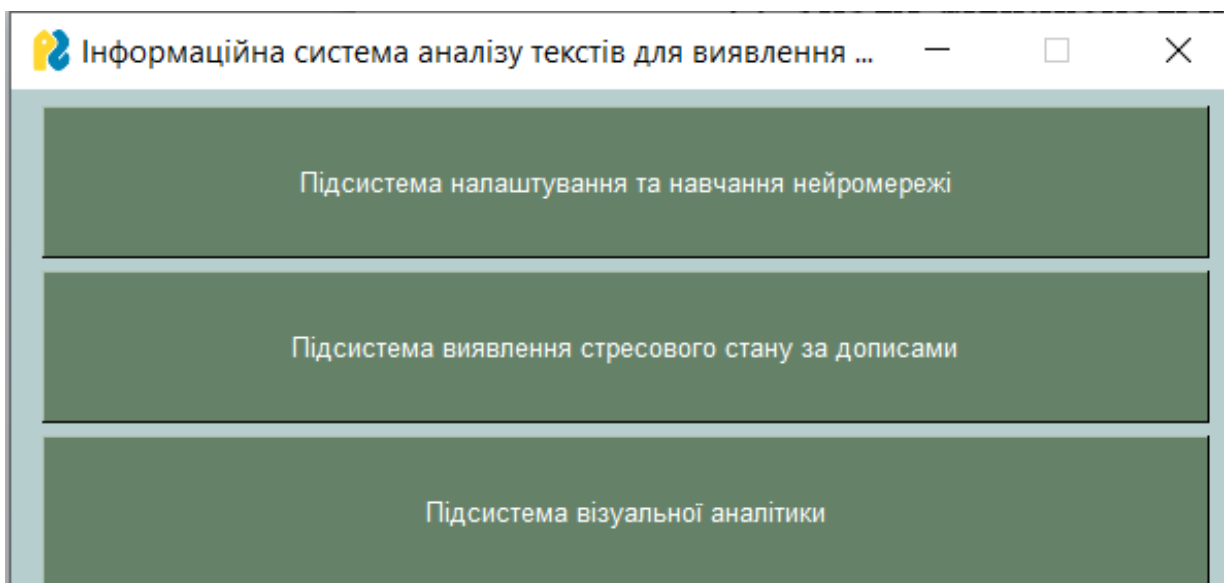 Інформаційна система аналізу текстів для виявлення ...
Підсистема налаштування та навчання нейромережі
Підсистема виявлення стресового стану за дописами
Підсистема візуальної аналітики